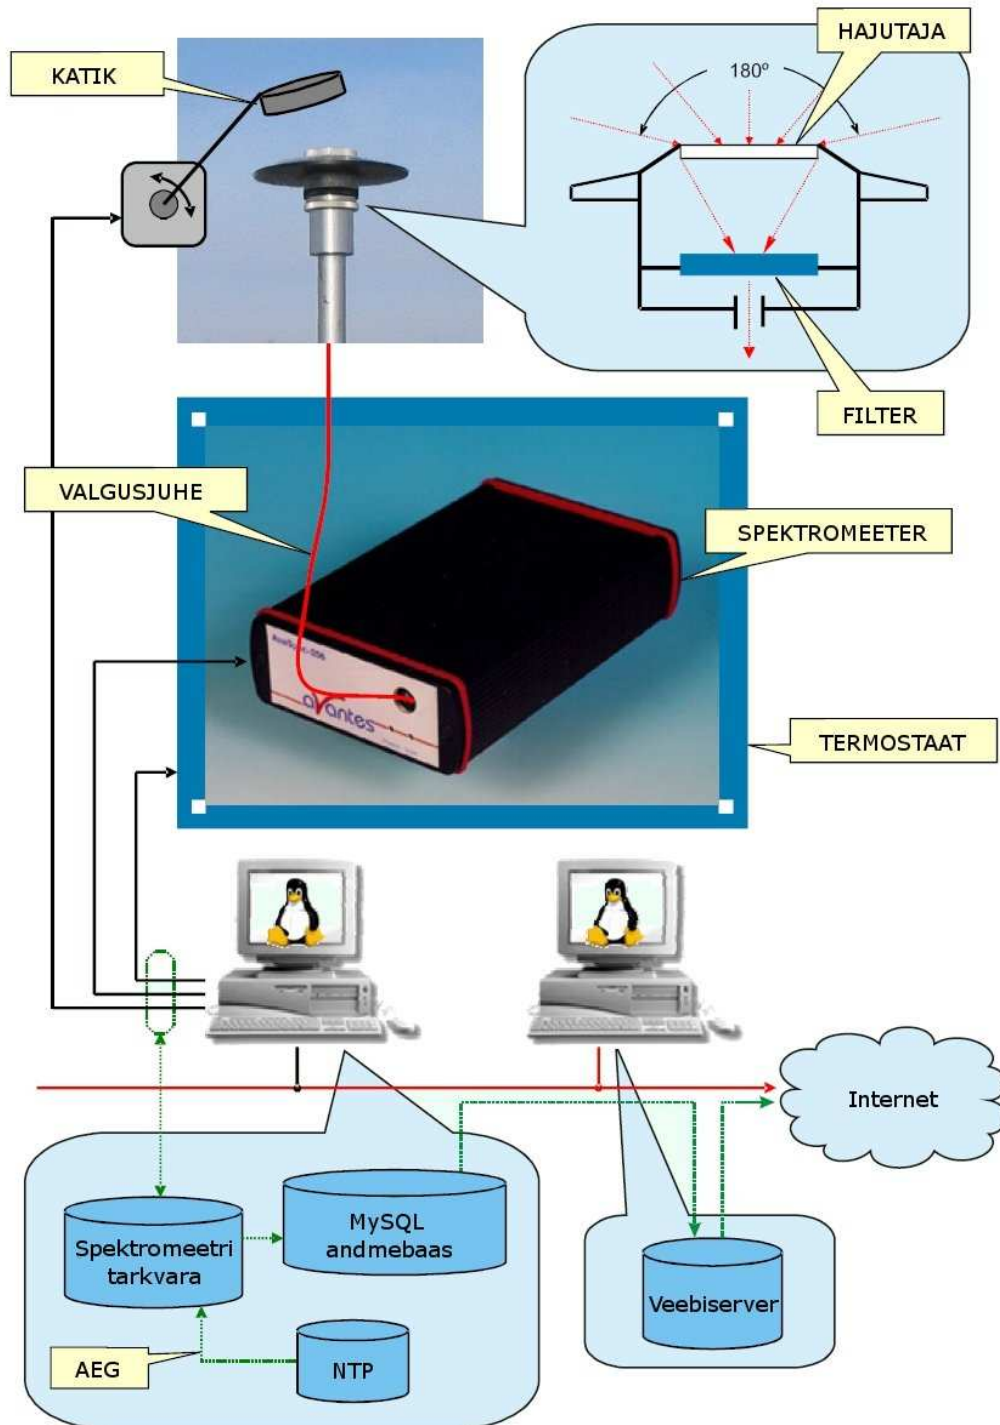 HAJUTAJA
KATIK
180º
FILTER
VALGUSJUHE
SPEKTROMEETER
avantes
TERMOSTAAT
Internet
MySQL
andmebaas
Spektromeetri
tarkvara
Veebiserver
AEG
NTP